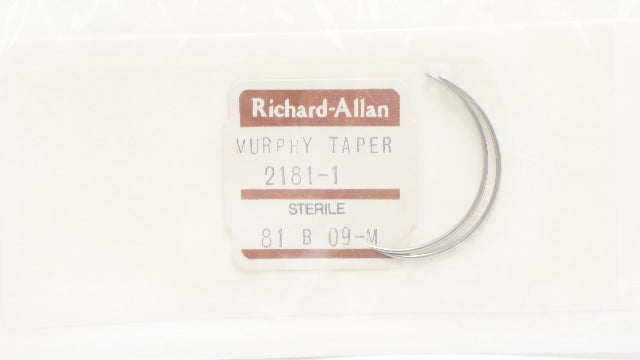 Richard-Allan
MURPHY TAPER
2181-1
STERILE
81 B 09-M